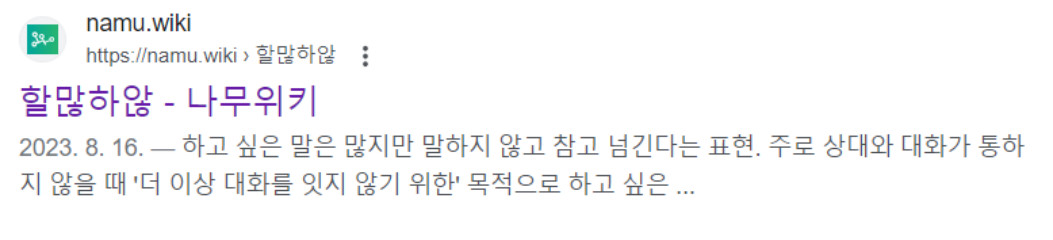 namu.wiki
https://namu.wiki › 할많하않
할많하않 - 나무위키
2023. 8. 16. — 하고 싶은 말은 많지만 말하지 않고 참고 넘긴다는 표현. 주로 상대와 대화가 통하
지 않을 때 '더 이상 대화를 잇지 않기 위한' 목적으로 하고 싶은 ...